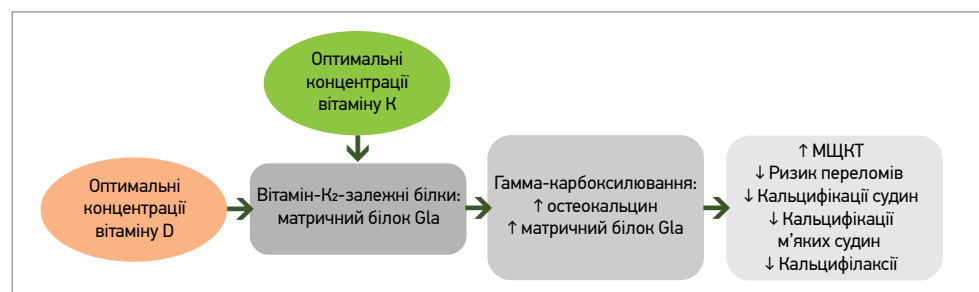 Оптимальні
концентрації
вітаміну К
Оптимальні
концентрації
вітаміну D
Вітамін-К₂-залежні білки:
матричний білок Gla
Гамма-карбоксилювання:
↑ остеокальцин
↑ матричний білок Gla
↑ МЩКТ
↓ Ризик переломів
↓ Кальцифікації судин
↓ Кальцифікації
м’яких судин
↓ Кальцифілаксії